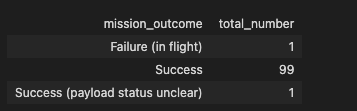 mission_outcome total_number
Failure (in flight) 1
Success 99
Success (payload status unclear) 1